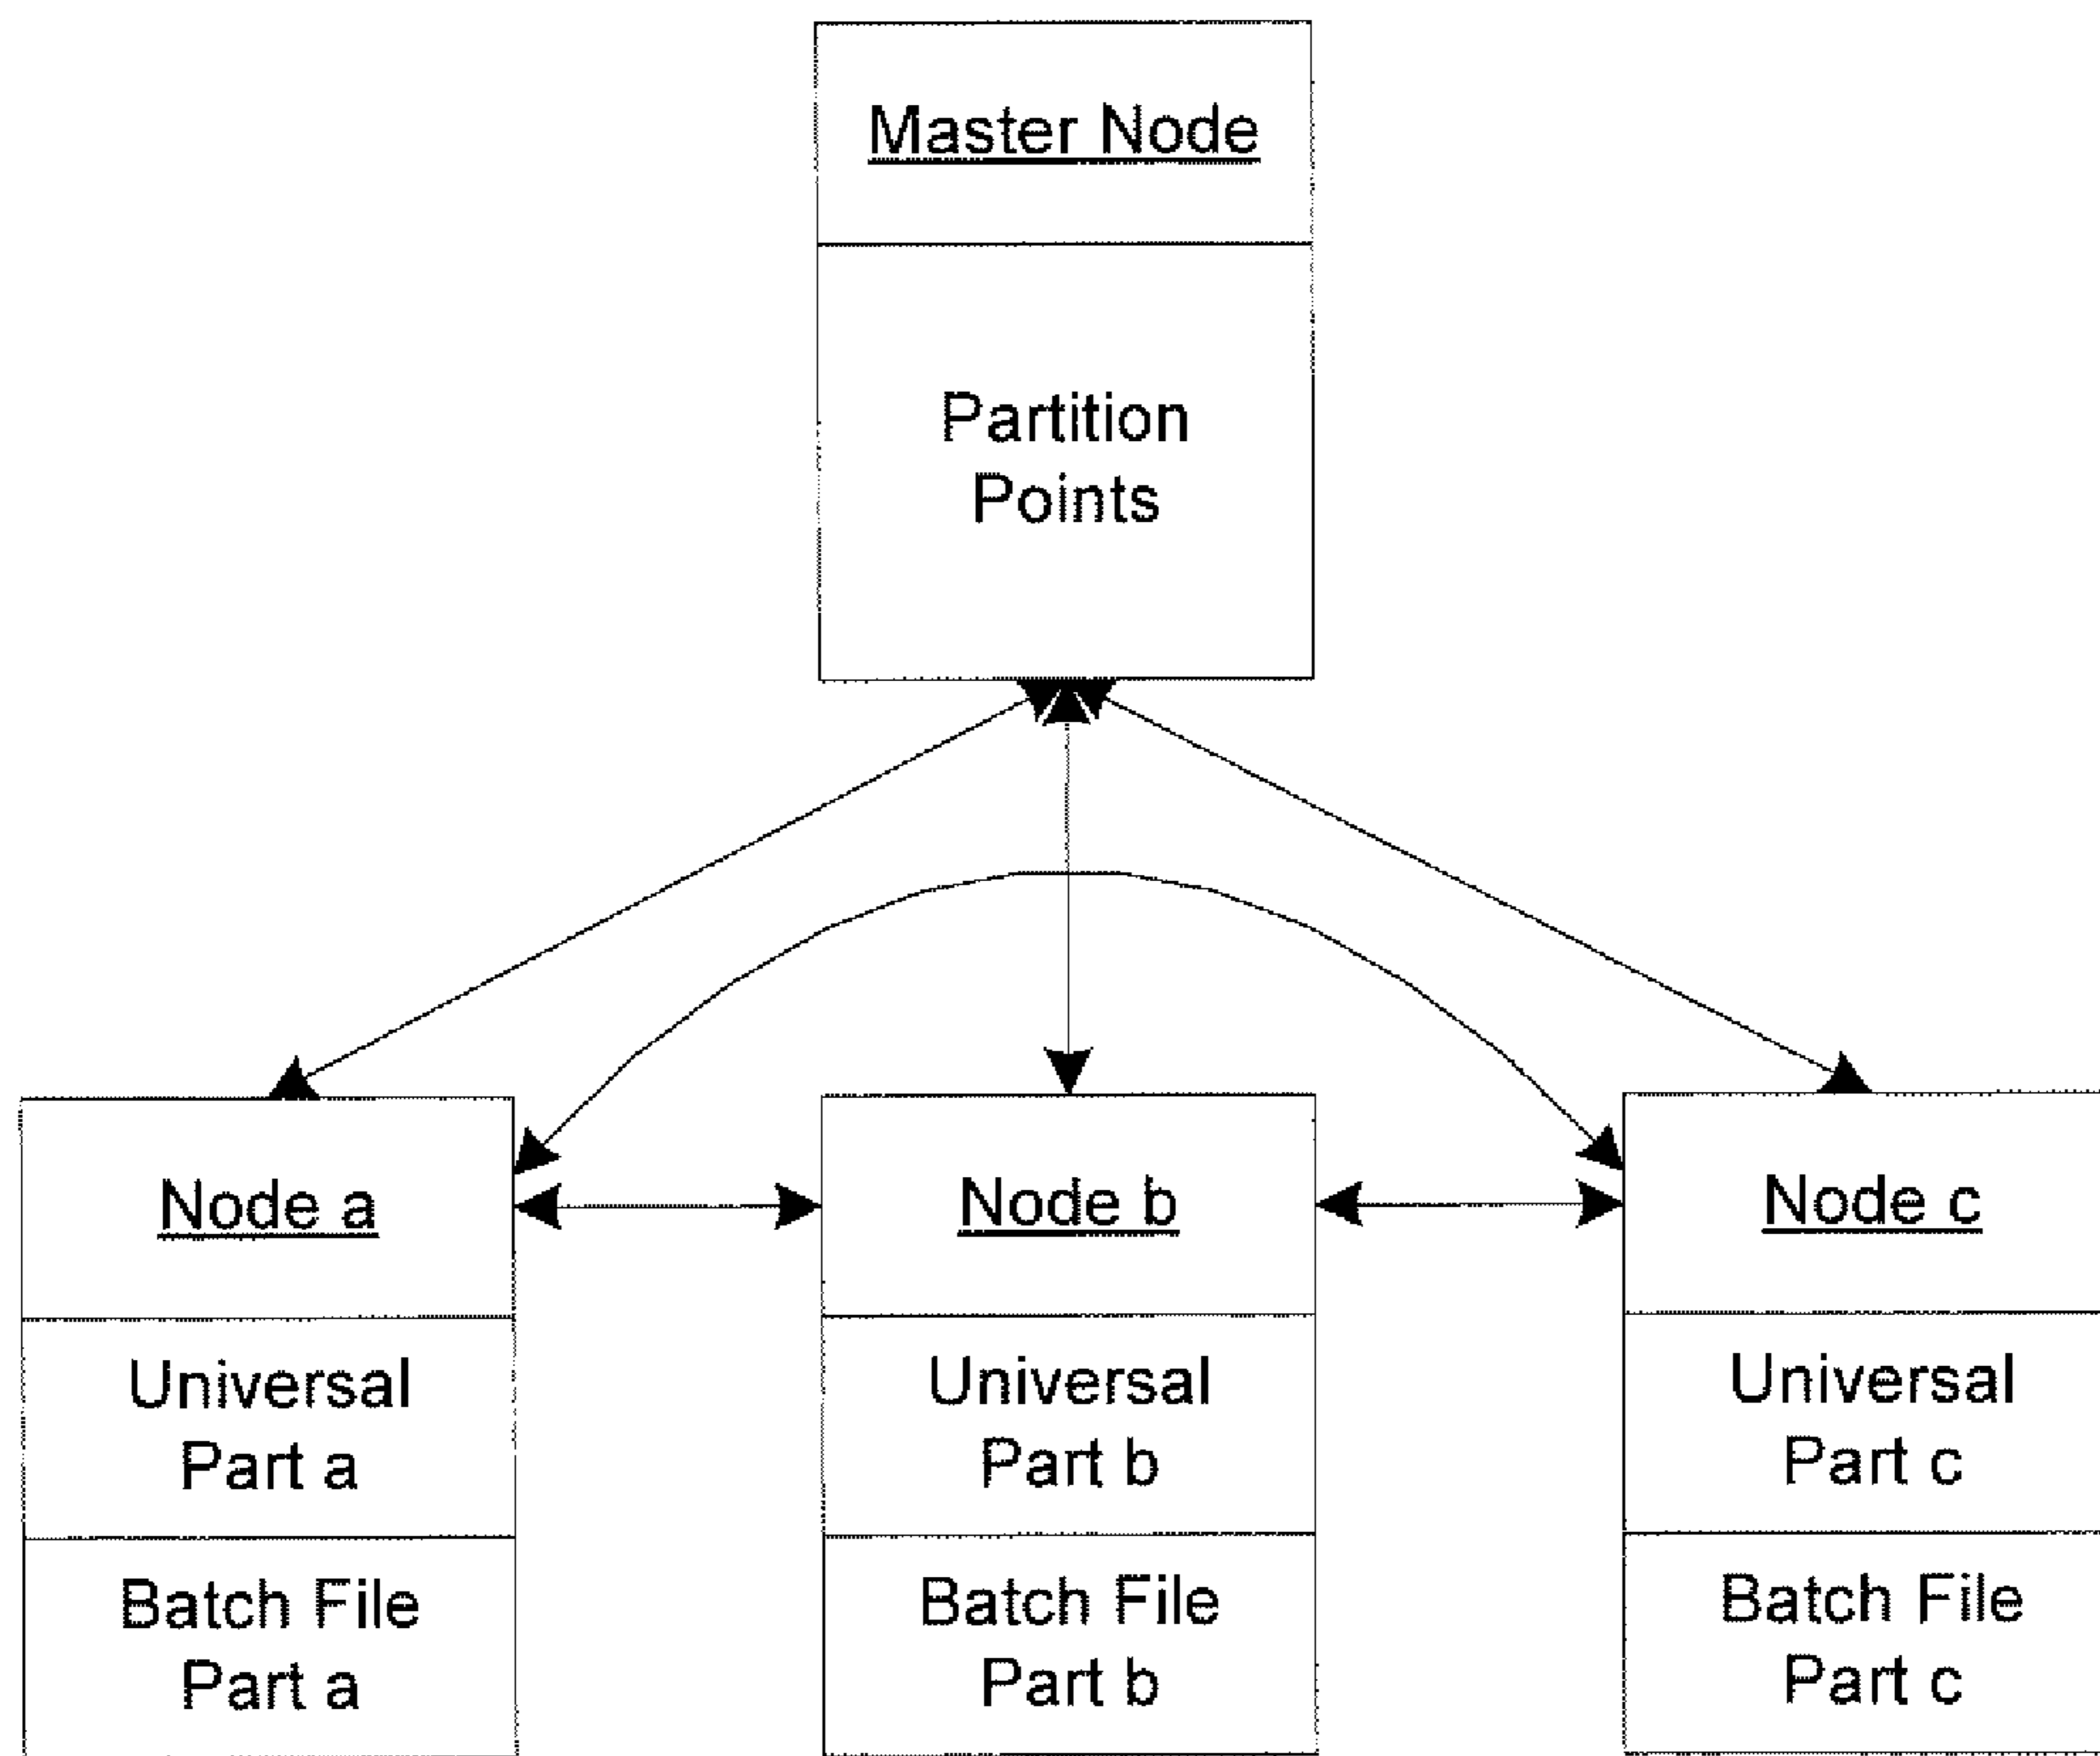 Master Node
Partition
Points
Node a
Universal
Part a
Batch File
Part a
Node b
Universal
Part b
Batch File
Part b
Node c
Universal
Part c
Batch File
Part c